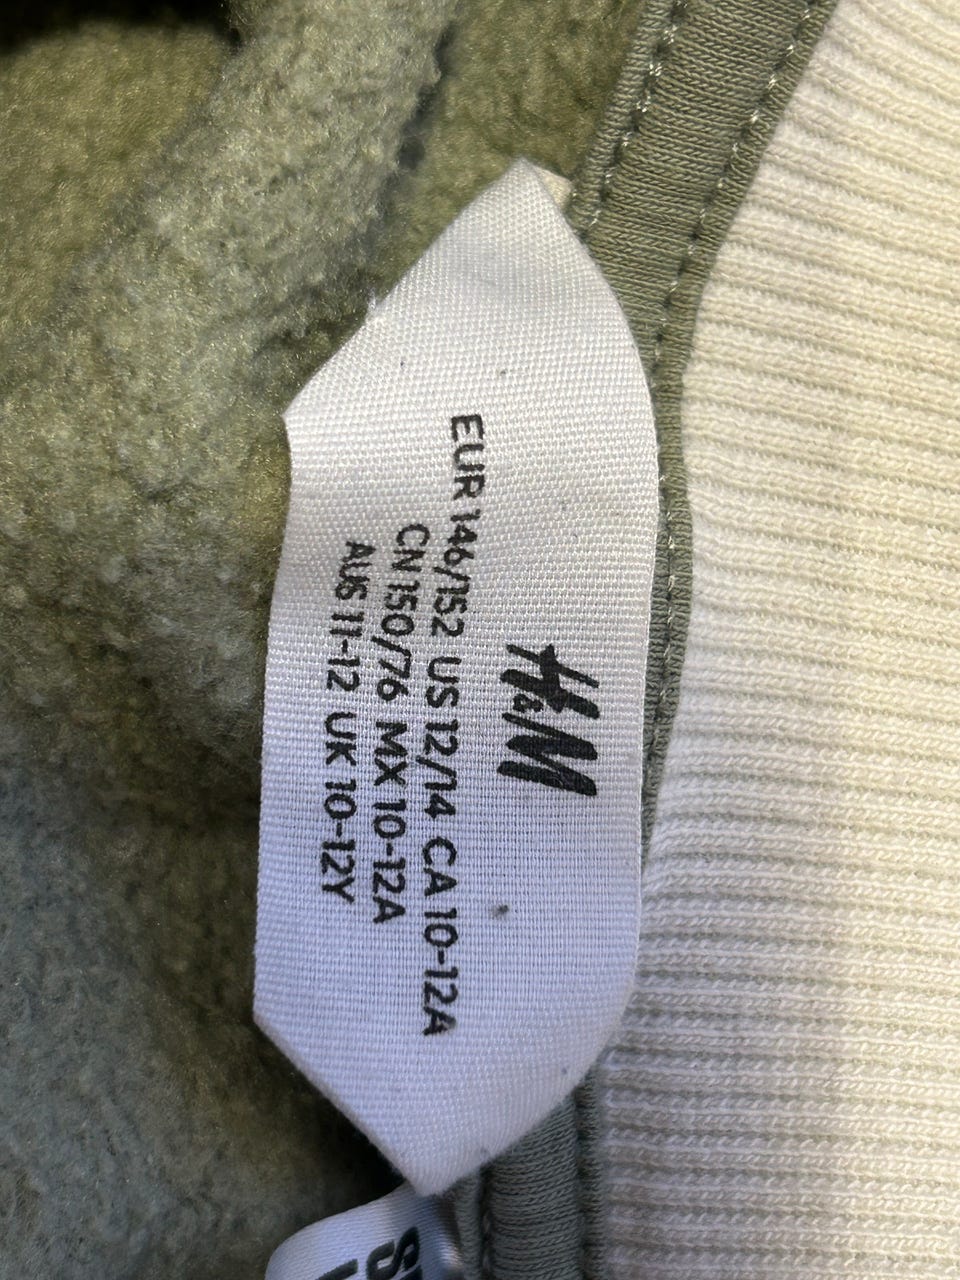 H&M
EUR 146/152 US 12/14 CA 10-12A
CN 150/76 MX 10-12A
AUS 11-12 UK 10-12Y